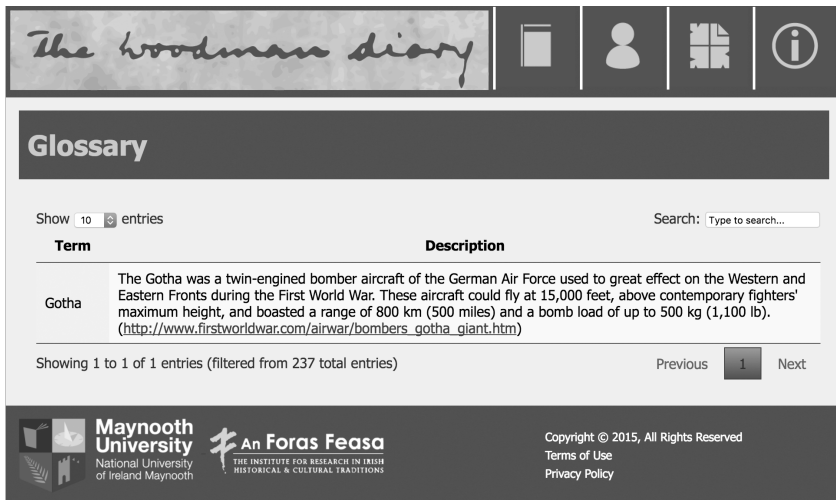 The Woodman diary
Glossary
Show 10 entries
Search: Type to search...
Term Description
Gotha
The Gotha was a twin-engined bomber aircraft of the German Air Force used to great effect on the Western and
Eastern Fronts during the First World War. These aircraft could fly at 15,000 feet, above contemporary fighters'
maximum height, and boasted a range of 800 km (500 miles) and a bomb load of up to 500 kg (1,100 lb).
(http://www.firstworldwar.com/airwar/bombers_gotha_giant.htm)
Showing 1 to 1 of 1 entries (filtered from 237 total entries)
Previous 1 Next
Maynooth
University
National University
of Ireland Maynooth
An Foras Feasa
THE INSTITUTE FOR RESEARCH IN IRISH
HISTORICAL & CULTURAL TRADITIONS
Copyright © 2015, All Rights Reserved
Terms of Use
Privacy Policy